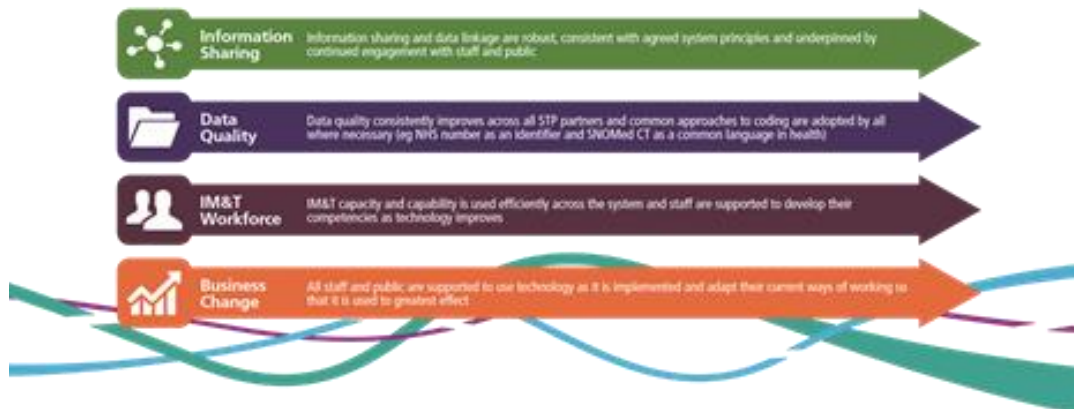 Information Sharing
Information sharing and data linkage are robust, consistent with agreed system principles and underpinned by
continued engagement with staff and public
Data Quality
Data quality consistently improves across all STP partners and common approaches to coding are adopted by all
where necessary (eg NHS number as an identifier and SNOMed CT as a common language in health)
IM&T Workforce
IM&T capacity and capability is used efficiently across the system and staff are supported to develop their
competencies as technology improves
Business Change
All staff and public are supported to use technology as it is implemented and adapt their current ways of working so
that it is used to greatest effect